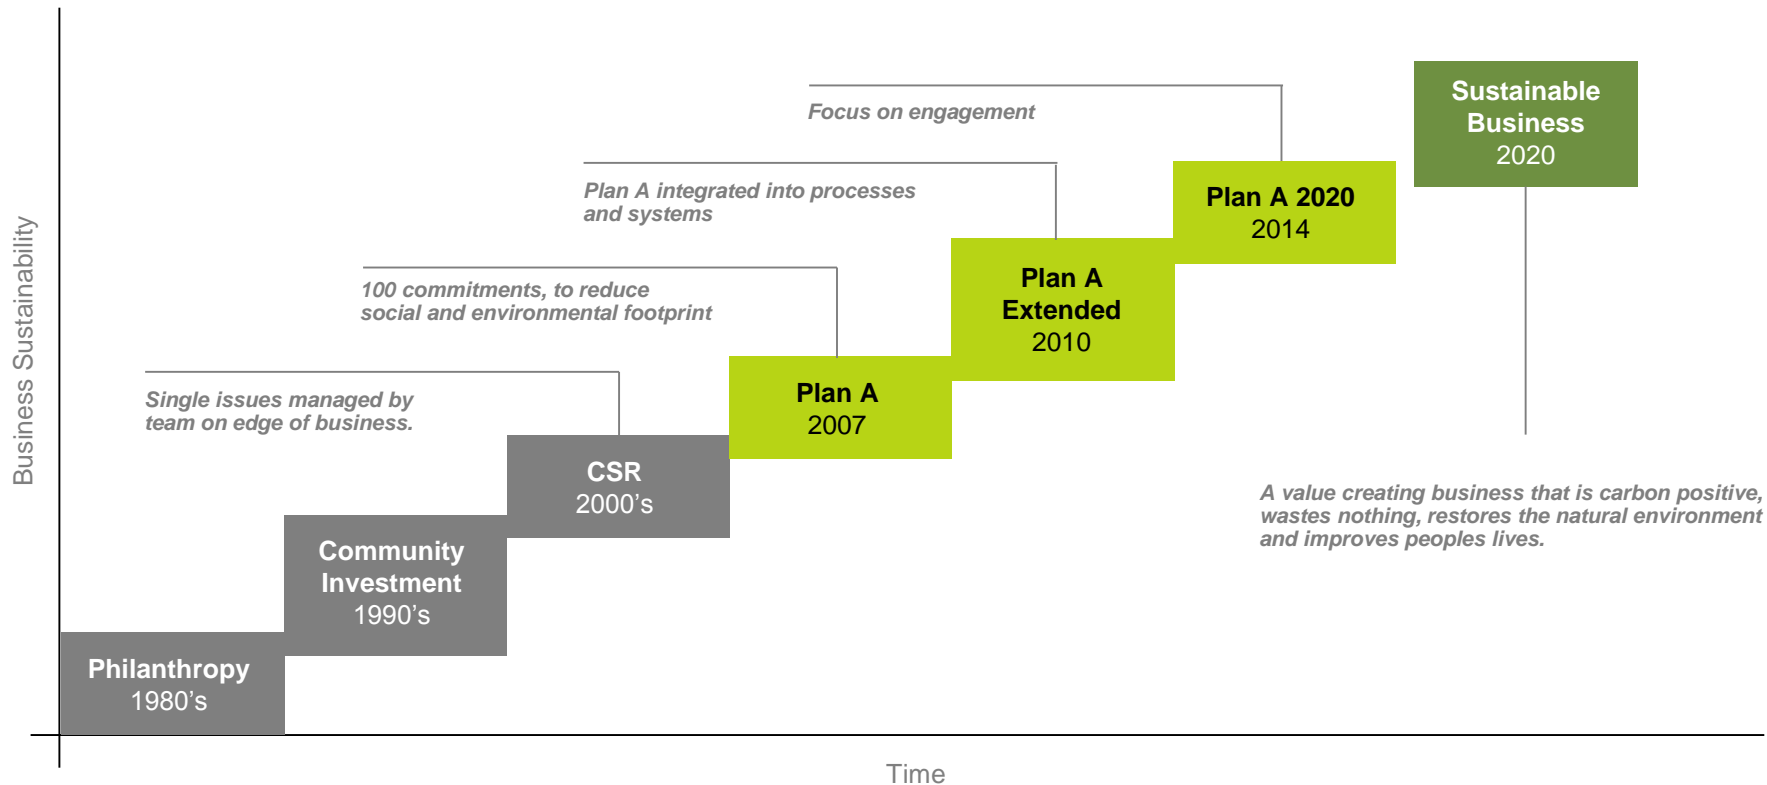 Business Sustainability
Focus on engagement
Sustainable
Business
2020
Plan A integrated into processes
and systems
Plan A 2020
2014
100 commitments, to reduce
social and environmental footprint
Plan A
Extended
2010
Single issues managed by
team on edge of business.
Plan A
2007
CSR
2000’s
A value creating business that is carbon positive,
wastes nothing, restores the natural environment
and improves peoples lives.
Community
Investment
1990’s
Philanthropy
1980’s
Time